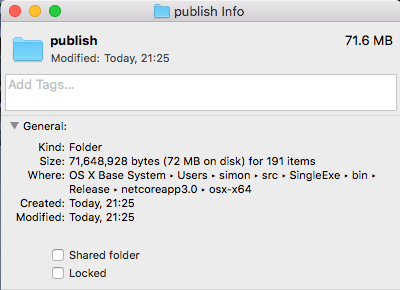 publish Info
publish 71.6 MB
Modified: Today, 21:25
Add Tags...
General:
Kind: Folder
Size: 71,648,928 bytes (72 MB on disk) for 191 items
Where: OS X Base System ‣ Users ‣ simon ‣ src ‣ SingleExe ‣ bin ‣
Release ‣ netcoreapp3.0 ‣ osx-x64
Created: Today, 21:25
Modified: Today, 21:25
Shared folder
Locked